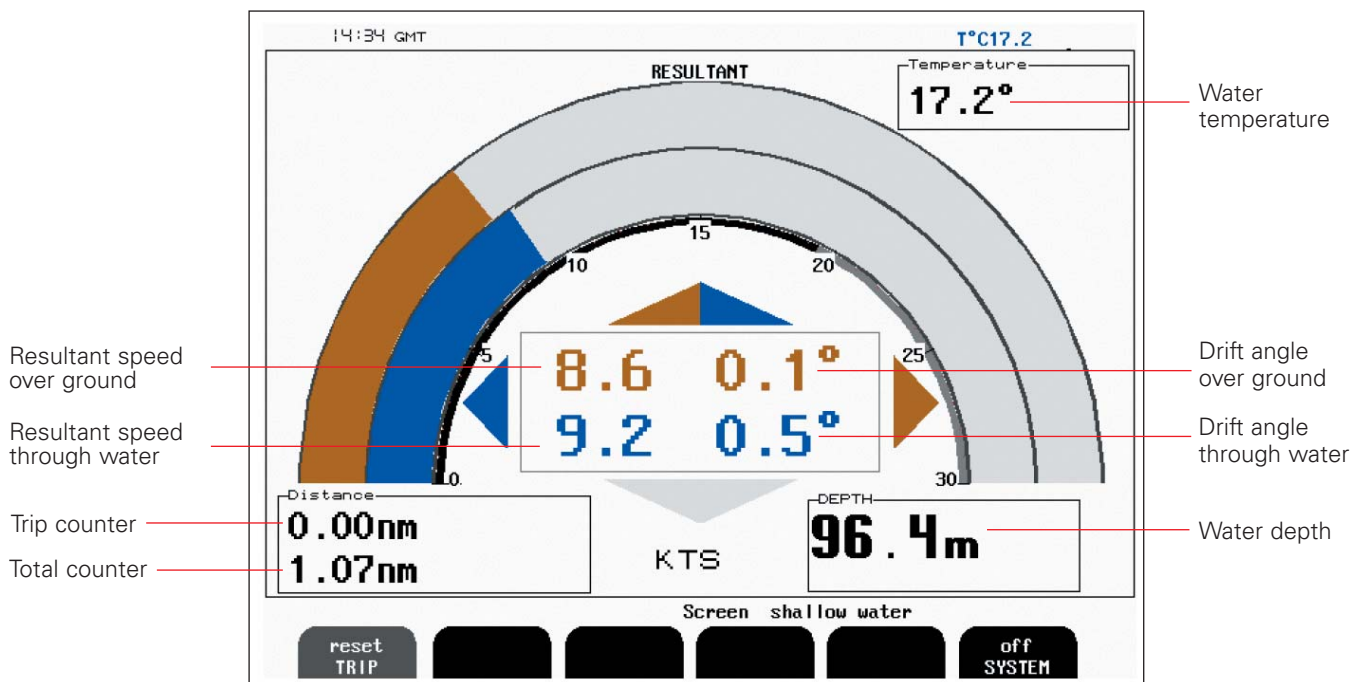 14:34 GMT
T°C17.2
RESULTANT
Temperature
17.2°
Water
temperature
15
10
20
5
25
0
30
8.6 0.1°
9.2 0.5°
Resultant speed
over ground
Resultant speed
through water
Drift angle
over ground
Drift angle
through water
Distance
0.00nm
1.07nm
Trip counter
Total counter
KTS
DEPTH
96.4m
Water depth
Screen shallow water
reset
TRIP
off
SYSTEM